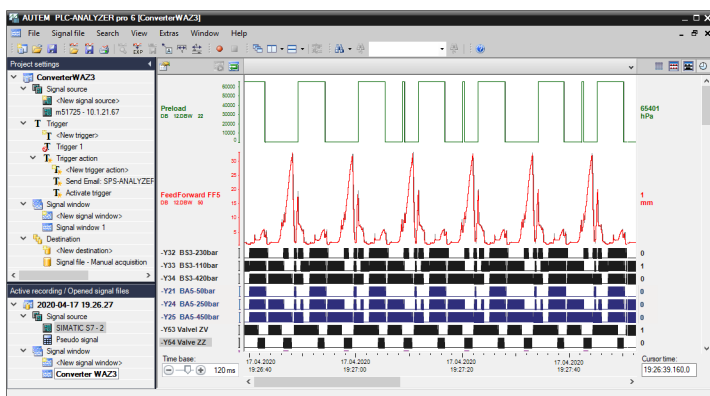 AUTEM PLC-ANALYZER pro 6 [ConverterWAZ3]
File Signal file Search View Extras Window Help
Project settings
ConverterWAZ3
Signal source
<New signal source>
m51725 - 10.1.21.67
Trigger
<New trigger>
Trigger 1
Trigger action
<New trigger action>
Send Email: SPS-ANALYZER
Activate trigger
Signal window
<New signal window>
Signal window 1
Destination
<New destination>
Signal file - Manual acquisition
Active recording / Opened signal files
2020-04-17 19.26.27
Signal source
SIMATIC S7 - 2
Pseudo signal
Signal window
<New signal window>
Converter WAZ3
60000
50000
40000
30000
20000
10000
0
Preload
DB 12.DBW 22
65401
hPa
30
25
20
15
10
5
FeedForward FF5
DB 12.DBW 50
1
mm
-Y32 BS3-230bar 0
-Y33 BS3-110bar 1
-Y34 BS3-420bar 0
-Y21 BA5-50bar 0
-Y24 BA5-250bar 0
-Y25 BA5-450bar 0
-Y53 Valvel ZV 1
-Y54 Valve ZZ 0
Time base:
120 ms
17.04.2020
19:26:40
17.04.2020
19:27:00
17.04.2020
19:27:20
17.04.2020
19:27:40
Cursor time:
19:26:39.160,0